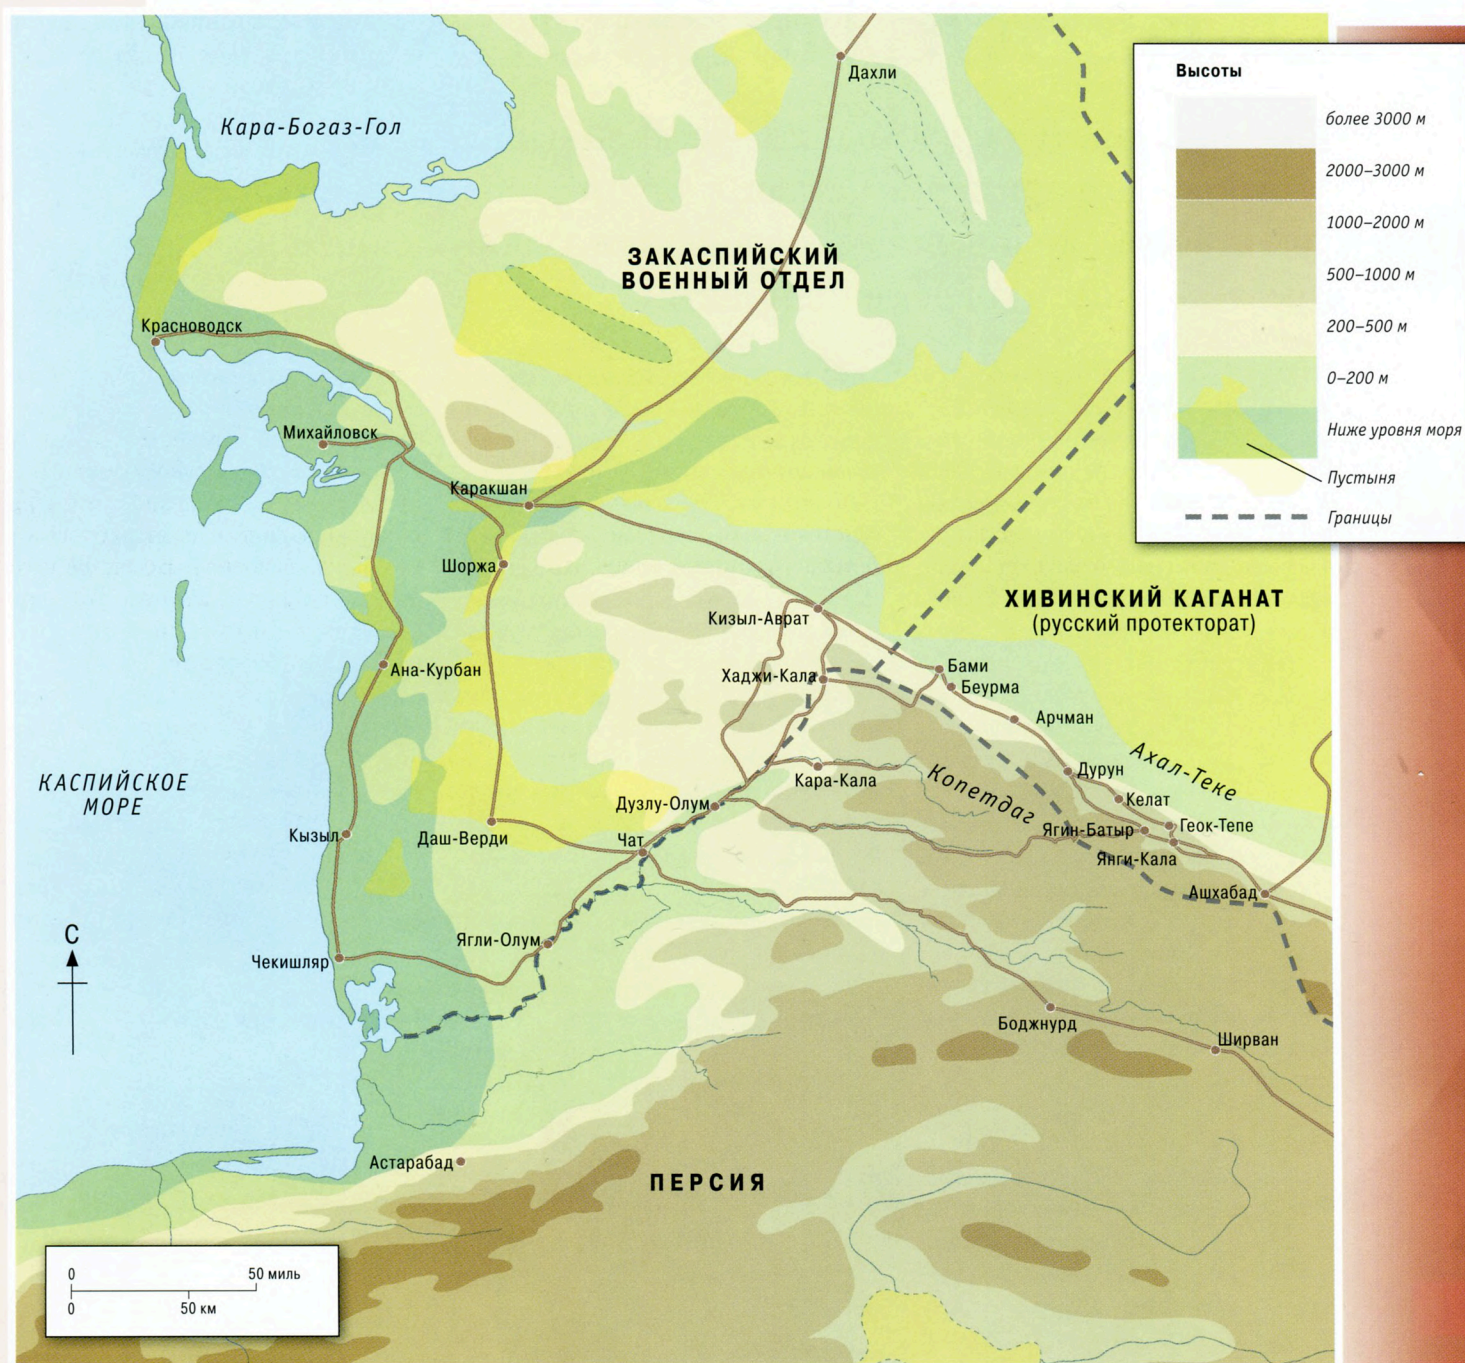 Дахли
Кара-Богаз-Гол
Высоты
более 3000 м
2000–3000 м
1000–2000 м
500–1000 м
200–500 м
0–200 м
Ниже уровня моря
Пустыня
Границы
ЗАКАСПИЙСКИЙ
ВОЕННЫЙ ОТДЕЛ
Красноводск
Михайловск
Каракшан
Шоржа
Кизыл-Аврат
ХИВИНСКИЙ КАГАНАТ
(русский протекторат)
Ана-Курбан
Хаджи-Кала
Бами
Беурма
Арчман
Ахал-Теке
КАСПИЙСКОЕ
МОРЕ
Копетдаг
Дурун
Кара-Кала
Келат
Дузлу-Олум
Геок-Тепе
Ягин-Батыр
Кызыл
Даш-Верди
Чат
Янги-Кала
Ашхабад
С
Ягли-Олум
Чекишляр
Боджнурд
Ширван
Астарабад
ПЕРСИЯ
0 50 миль
0 50 км